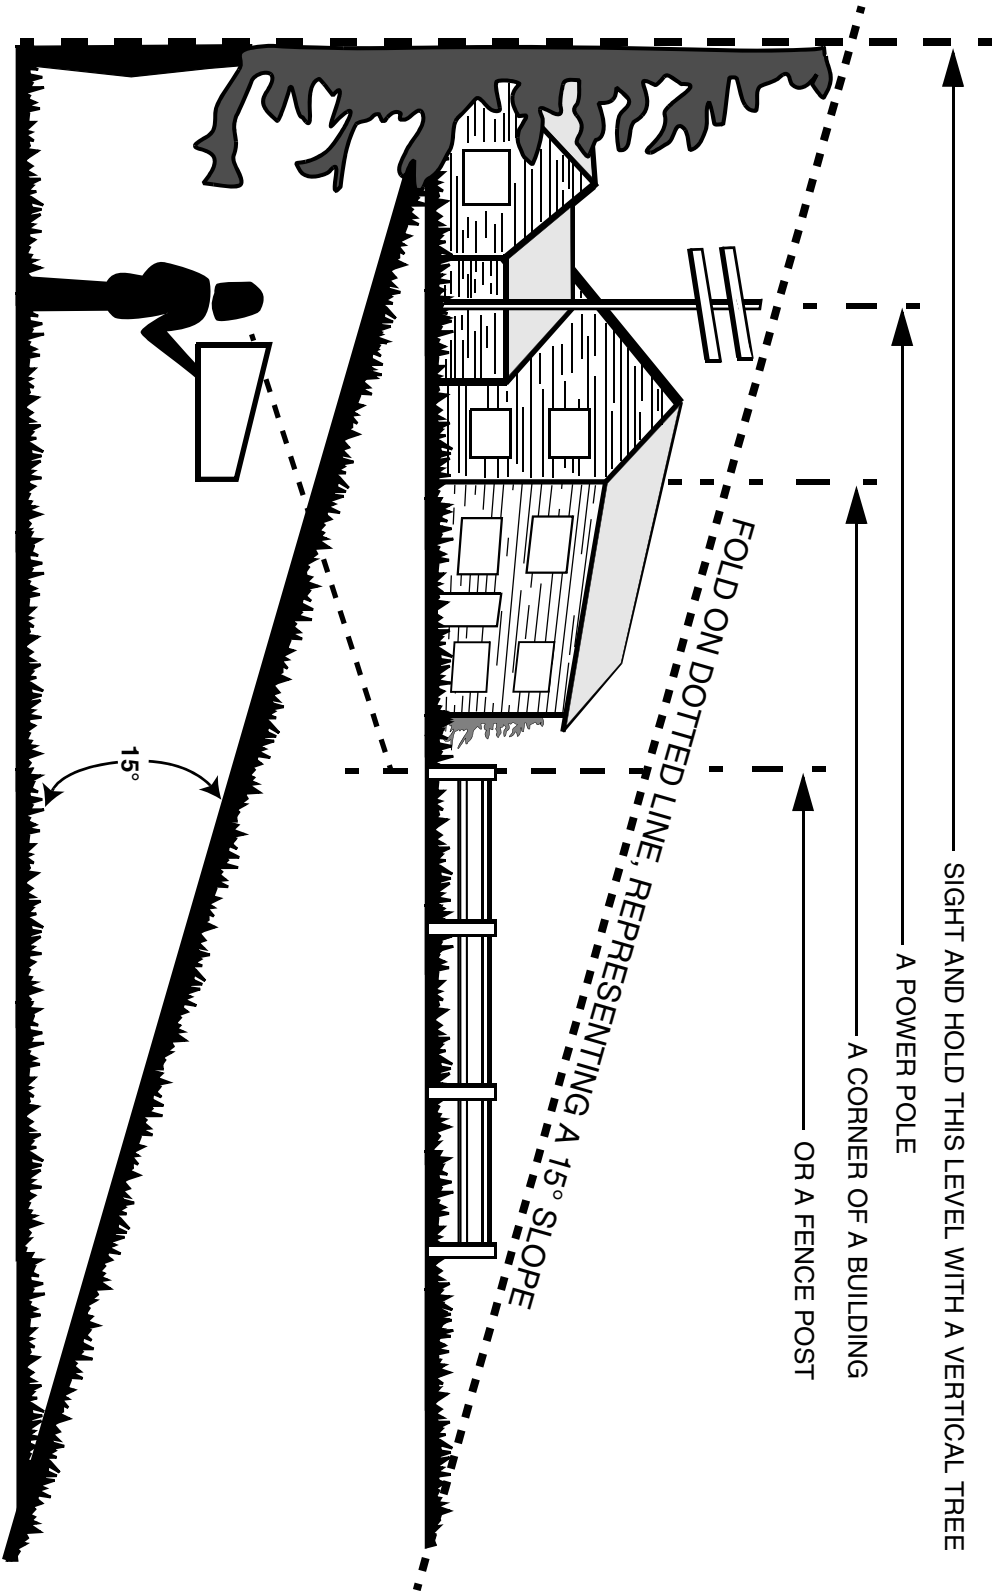 SIGHT AND HOLD THIS LEVEL WITH A VERTICAL TREE
A POWER POLE
A CORNER OF A BUILDING
OR A FENCE POST
FOLD ON DOTTED LINE, REPRESENTING A 15° SLOPE
15°